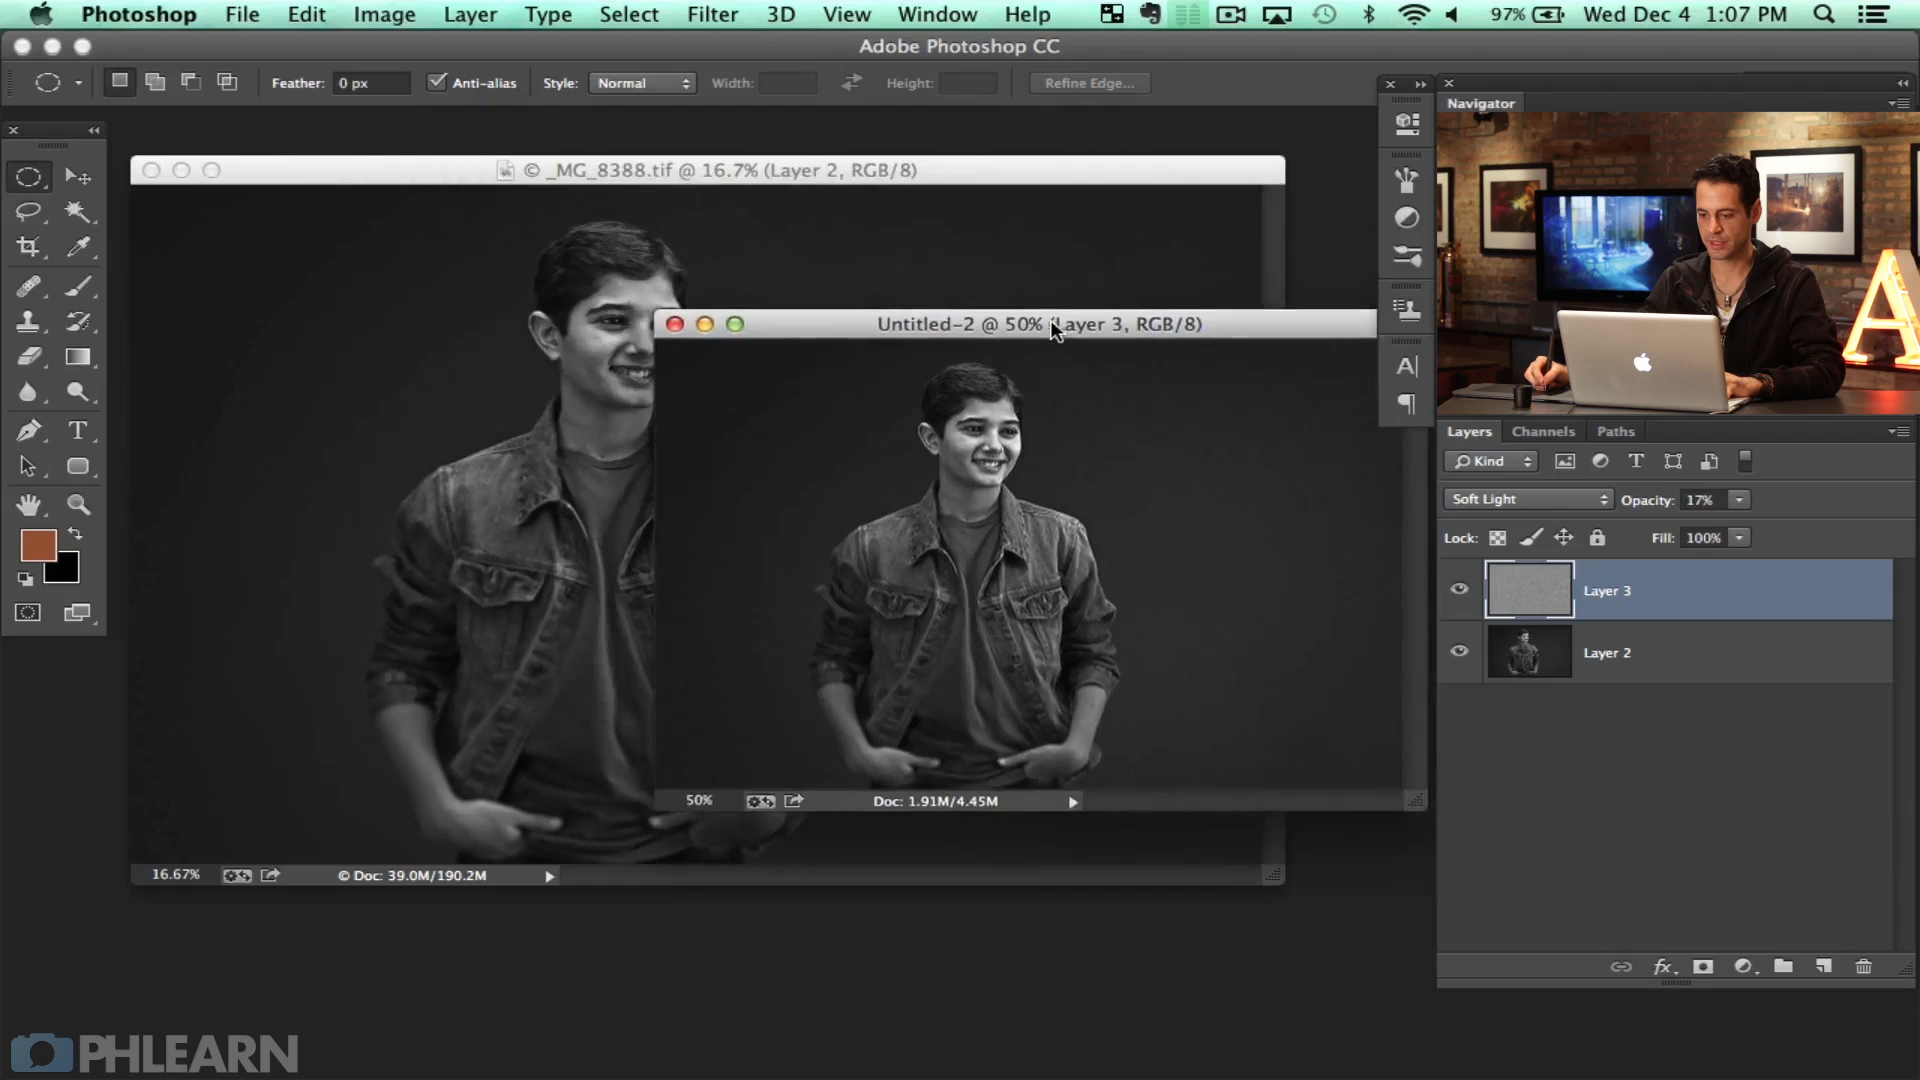 Photoshop File Edit Image Layer Type Select Filter 3D View Window Help 97% Wed Dec 4 1:07 PM
Adobe Photoshop CC
Feather: 0 px Anti-alias Style: Normal Width: Height: Refine Edge...
Navigator
© _MG_8388.tif @ 16.7% (Layer 2, RGB/8)
Untitled-2 @ 50% (Layer 3, RGB/8)
Layers Channels Paths
Kind
Soft Light Opacity: 17%
Lock: Fill: 100%
Layer 3
Layer 2
50% Doc: 1.91M/4.45M
16.67% © Doc: 39.0M/190.2M
fx
PHLEARN